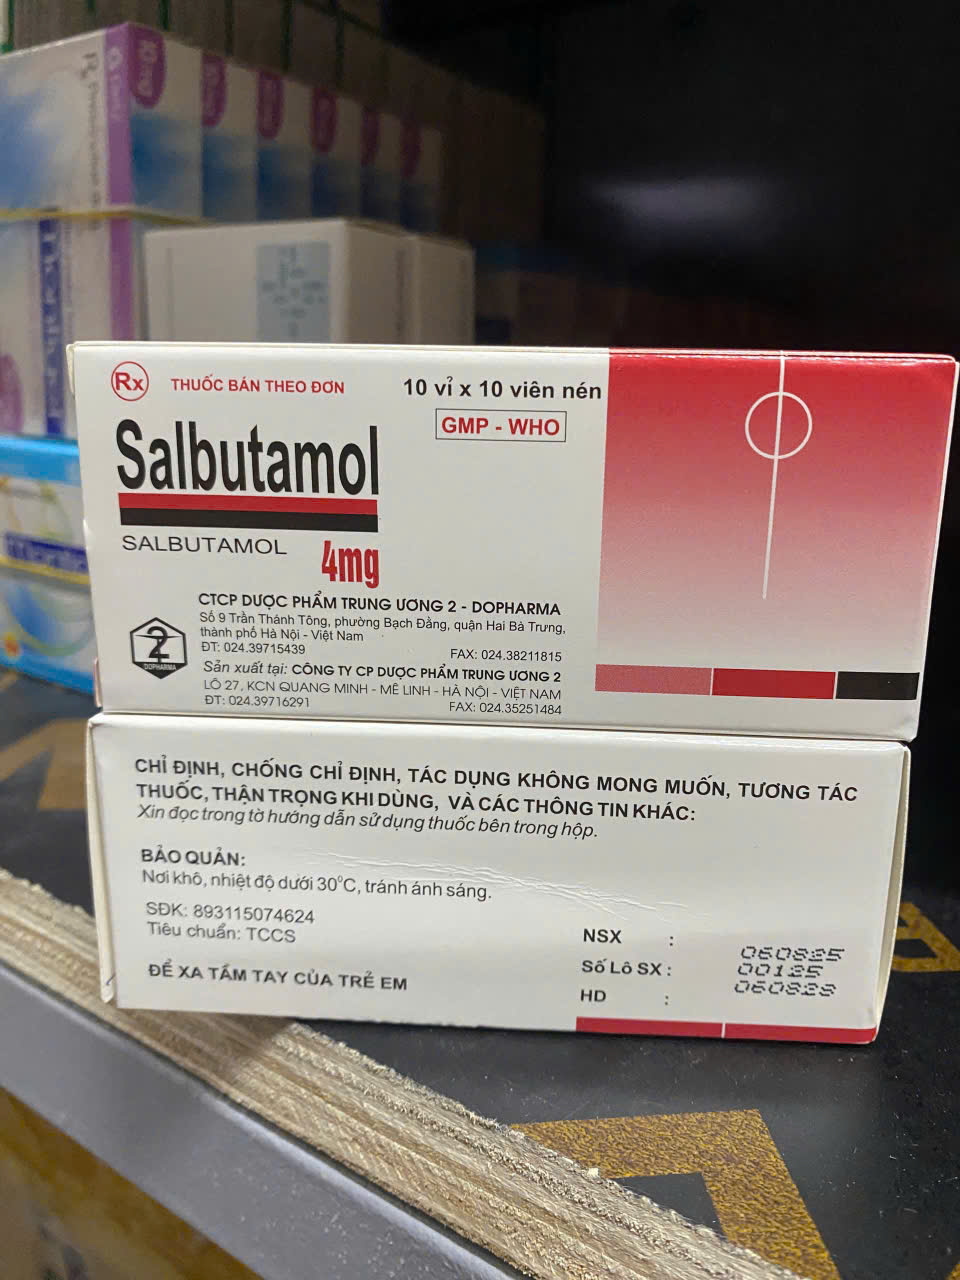 10mg
Rx
THUỐC BÁN THEO ĐƠN
10 vỉ x 10 viên nén
GMP - WHO
Salbutamol
SALBUTAMOL
4mg
CTCP DƯỢC PHẨM TRUNG ƯƠNG 2 - DOPHARMA
Số 9 Trần Thánh Tông, phường Bạch Đằng, quận Hai Bà Trưng,
thành phố Hà Nội - Việt Nam
ĐT: 024.39715439 FAX: 024.38211815
2
DOPHARMA
Sản xuất tại: CÔNG TY CP DƯỢC PHẨM TRUNG ƯƠNG 2
LÔ 27, KCN QUANG MINH - MÊ LINH - HÀ NỘI - VIỆT NAM
ĐT: 024.39716291 FAX: 024.35251484
CHỈ ĐỊNH, CHỐNG CHỈ ĐỊNH, TÁC DỤNG KHÔNG MONG MUỐN, TƯƠNG TÁC
THUỐC, THẬN TRỌNG KHI DÙNG, VÀ CÁC THÔNG TIN KHÁC:
Xin đọc trong tờ hướng dẫn sử dụng thuốc bên trong hộp.
BẢO QUẢN:
Nơi khô, nhiệt độ dưới 30°C, tránh ánh sáng.
SĐK: 893115074624
Tiêu chuẩn: TCCS
ĐỂ XA TẦM TAY CỦA TRẺ EM
NSX : 060825
Số Lô SX : 00125
HD : 060828